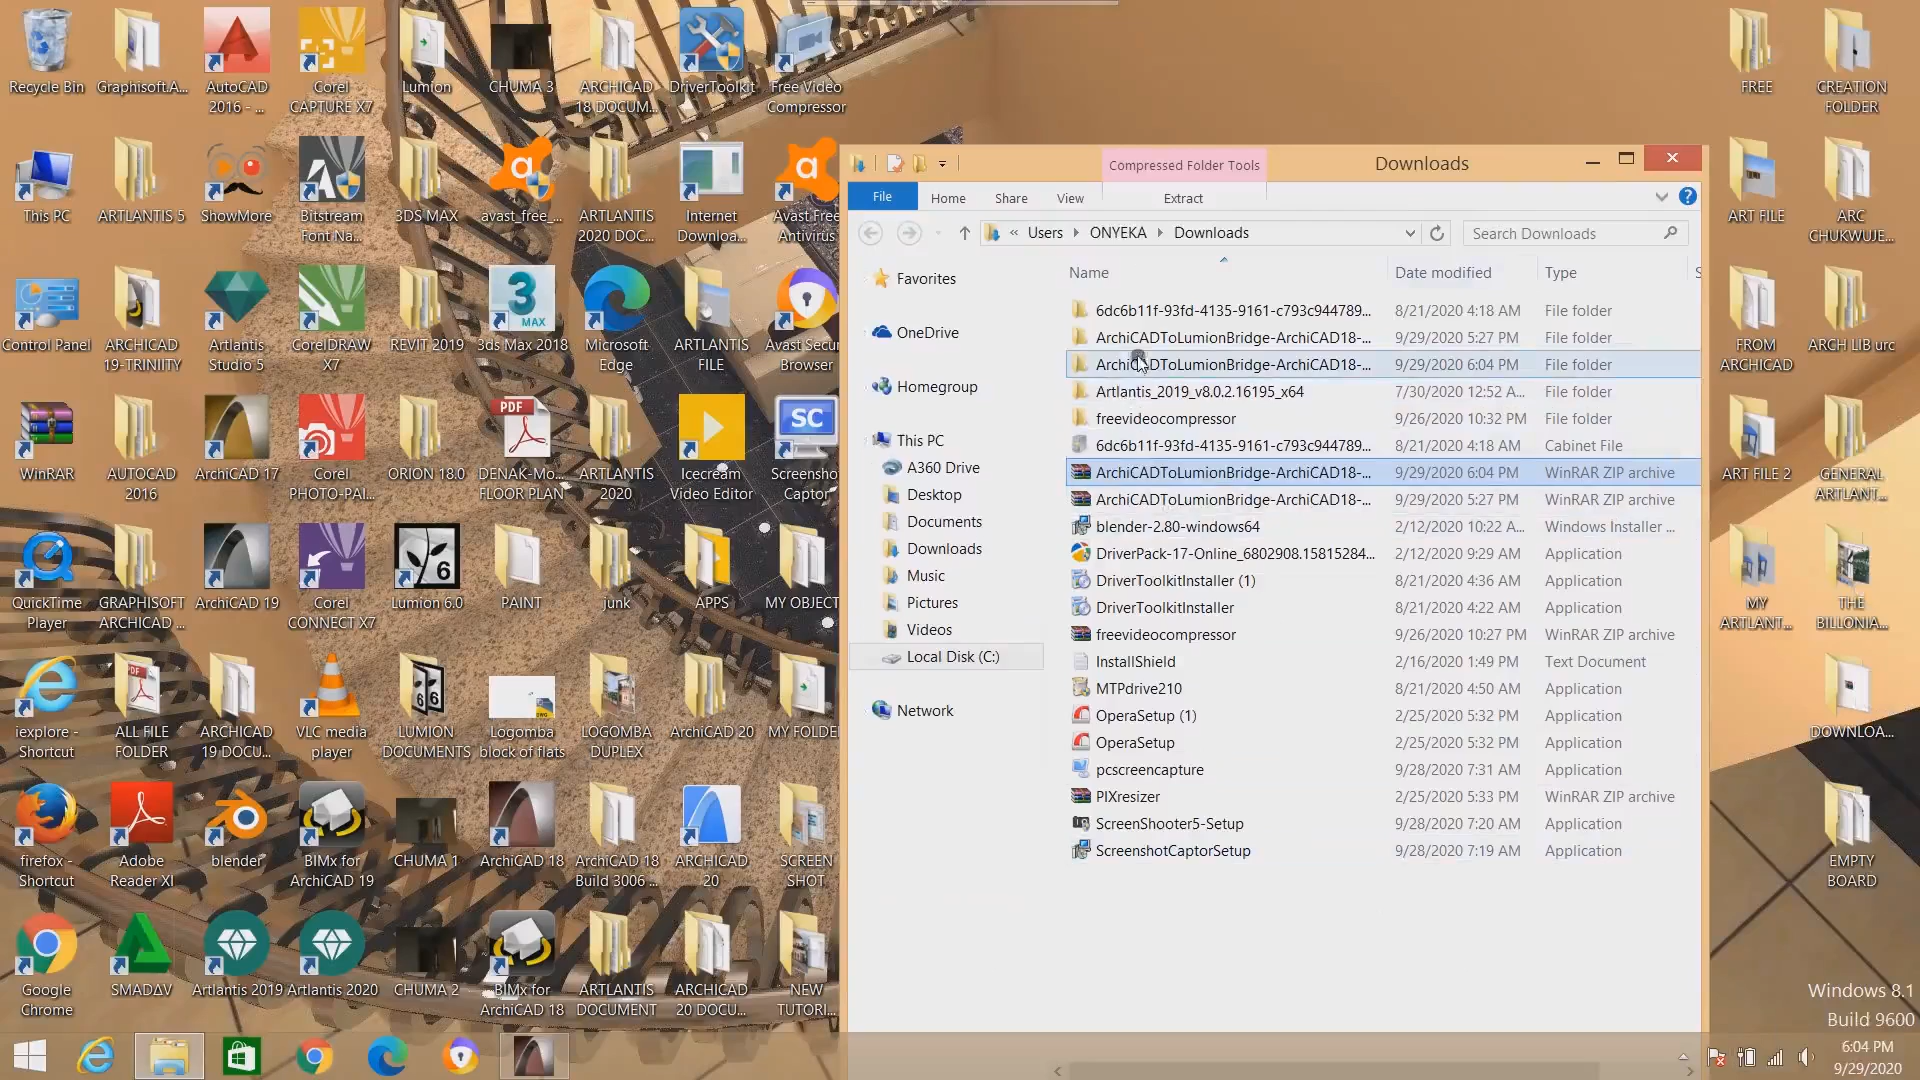 Recycle Bin
Graphisoft.A...
AutoCAD
2016 - ...
Corel
CAPTURE X7
Lumion
CHUMA 3
ARCHICAD
18 DOCUM...
DriverToolkit
Free Video
Compressor
This PC
ARTLANTIS 5
ShowMore
Bitstream
Font Na...
3DS MAX
avast_free_...
ARTLANTIS
2020 DOC...
Internet
Downloa...
Avast Free
Antivirus
Control Panel
ARCHICAD
19-TRINIITY
Artlantis
Studio 5
CorelDRAW
X7
REVIT 2019
3
MAX
3ds Max 2018
Microsoft
Edge
ARTLANTIS
FILE
Avast Secur
Browser
WinRAR
AUTOCAD
2016
ArchiCAD 17
Corel
PHOTO-PAI...
ORION 18.0
PDF
DENAK-Mo...
FLOOR PLAN
ARTLANTIS
2020
Icecream
Video Editor
SC
Screensho
Captor
QuickTime
Player
GRAPHISOFT
ARCHICAD ...
ArchiCAD 19
Corel
CONNECT X7
6
Lumion 6.0
PAINT
junk
APPS
MY OBJECT
iexplore -
Shortcut
PDF
ALL FILE
FOLDER
ARCHICAD
19 DOCU...
VLC media
player
LUMION
DOCUMENTS
Logomba
block of flats
LOGOMBA
DUPLEX
ArchiCAD 20
MY FOLDE
firefox -
Shortcut
Adobe
Reader XI
blender
BIMx for
ArchiCAD 19
CHUMA 1
ArchiCAD 18
ArchiCAD 18
Build 3006 ...
ARCHICAD
20
SCREEN
SHOT
Google
Chrome
SMADΔV
Artlantis 2019
Artlantis 2020
CHUMA 2
BIMx for
ArchiCAD 18
ARTLANTIS
DOCUMENT
ARCHICAD
20 DOCU...
NEW
TUTORI...
Compressed Folder Tools
Downloads
File
Home
Share
View
Extract
« Users
ONYEKA
Downloads
Search Downloads
Favorites
OneDrive
Homegroup
This PC
A360 Drive
Desktop
Documents
Downloads
Music
Pictures
Videos
Local Disk (C:)
Network
Name Date modified Type S
6dc6b11f-93fd-4135-9161-c793c944789... 8/21/2020 4:18 AM File folder
ArchiCADToLumionBridge-ArchiCAD18-... 9/29/2020 5:27 PM File folder
ArchiCADToLumionBridge-ArchiCAD18-... 9/29/2020 6:04 PM File folder
Artlantis_2019_v8.0.2.16195_x64 7/30/2020 12:52 A... File folder
freevideocompressor 9/26/2020 10:32 PM File folder
6dc6b11f-93fd-4135-9161-c793c944789... 8/21/2020 4:18 AM Cabinet File
ArchiCADToLumionBridge-ArchiCAD18-... 9/29/2020 6:04 PM WinRAR ZIP archive
ArchiCADToLumionBridge-ArchiCAD18-... 9/29/2020 5:27 PM WinRAR ZIP archive
blender-2.80-windows64 2/12/2020 10:22 A... Windows Installer ...
DriverPack-17-Online_6802908.15815284... 2/12/2020 9:29 AM Application
DriverToolkitInstaller (1) 8/21/2020 4:36 AM Application
DriverToolkitInstaller 8/21/2020 4:22 AM Application
freevideocompressor 9/26/2020 10:27 PM WinRAR ZIP archive
InstallShield 2/16/2020 1:49 PM Text Document
MTPdrive210 8/21/2020 4:50 AM Application
OperaSetup (1) 2/25/2020 5:32 PM Application
OperaSetup 2/25/2020 5:32 PM Application
pcscreencapture 9/28/2020 7:31 AM Application
PIXresizer 2/25/2020 5:33 PM WinRAR ZIP archive
ScreenShooter5-Setup 9/28/2020 7:20 AM Application
ScreenshotCaptorSetup 9/28/2020 7:19 AM Application
FREE
CREATION
FOLDER
ART FILE
ARC
CHUKWUJE...
FROM
ARCHICAD
ARCH LIB urc
ART FILE 2
GENERAL
ARTLANT...
MY
ARTLANT...
THE
BILLONIA...
DOWNLOA...
EMPTY
BOARD
Windows 8.1
Build 9600
6:04 PM
9/29/2020